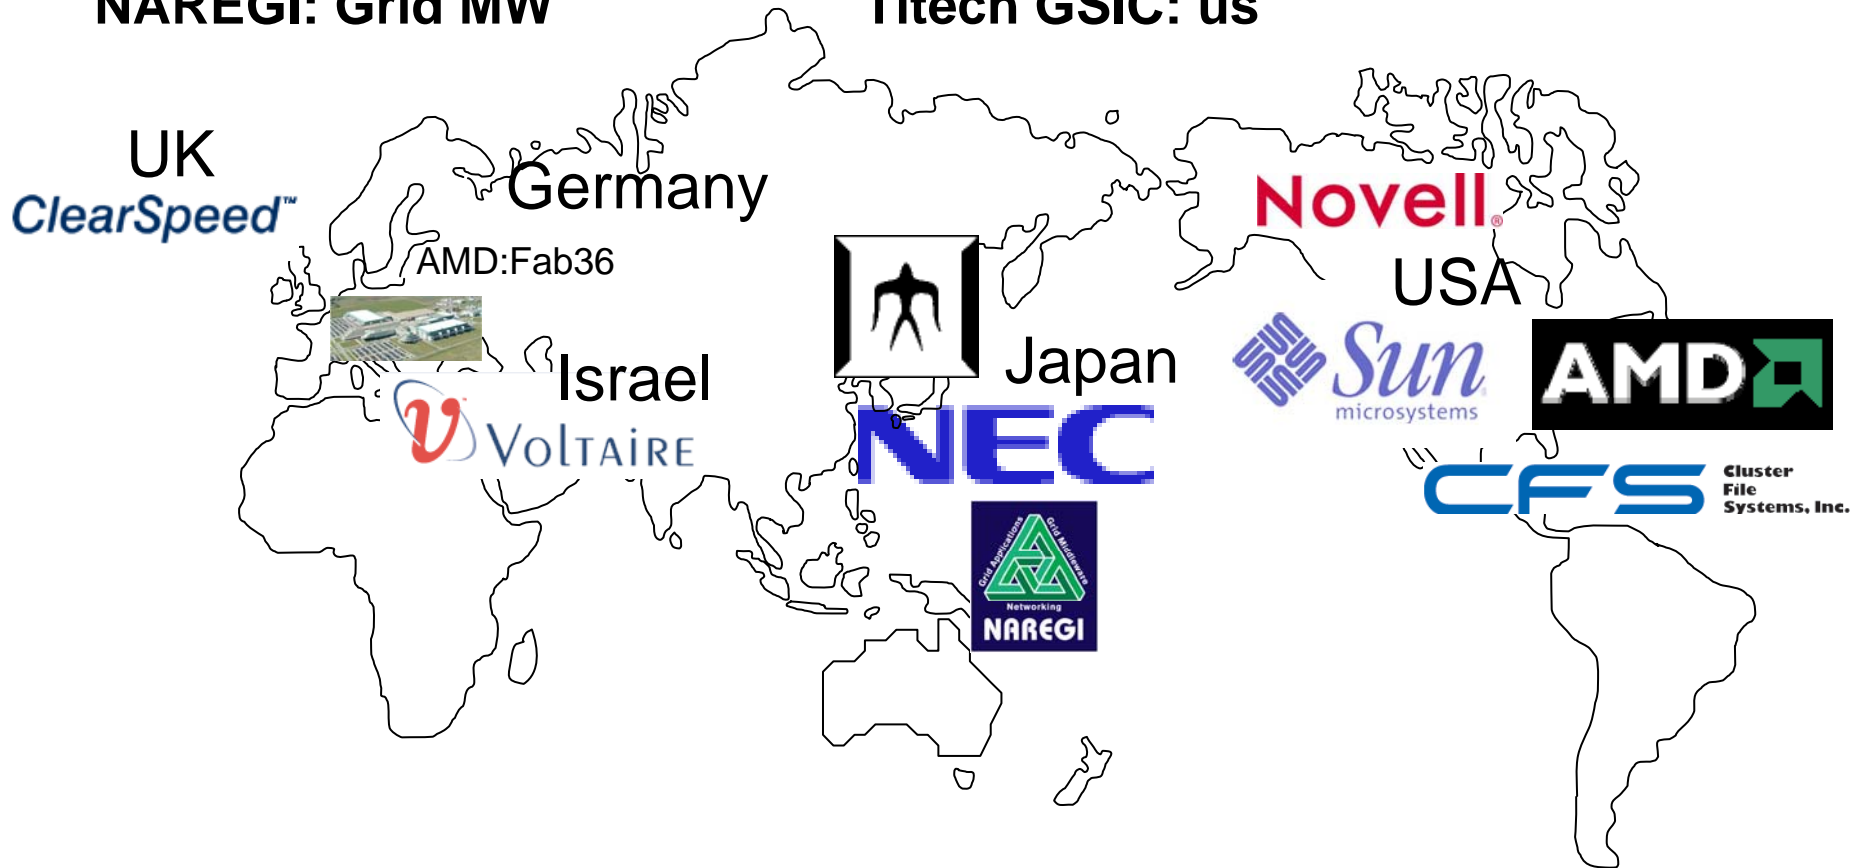 NAREGI: Grid MW
Titech GSIC: us
UK
ClearSpeed™
Germany
AMD:Fab36
Novell®
USA
Sun
microsystems
AMD
Israel
VOLTAIRE
Japan
NEC
CFS
Cluster
File
Systems, Inc.
Grid Applications
Grid Middleware
Networking
NAREGI